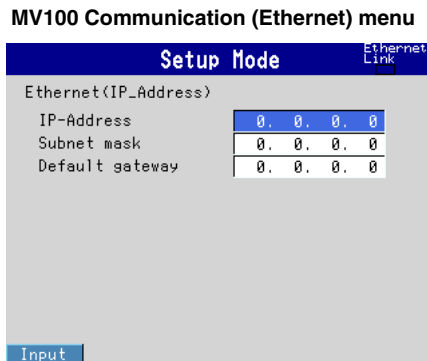 MV100 Communication (Ethernet) menu
Setup Mode
Ethernet
Link
Ethernet(IP_Address)
IP-Address 0. 0. 0. 0
Subnet mask 0. 0. 0. 0
Default gateway 0. 0. 0. 0
Input